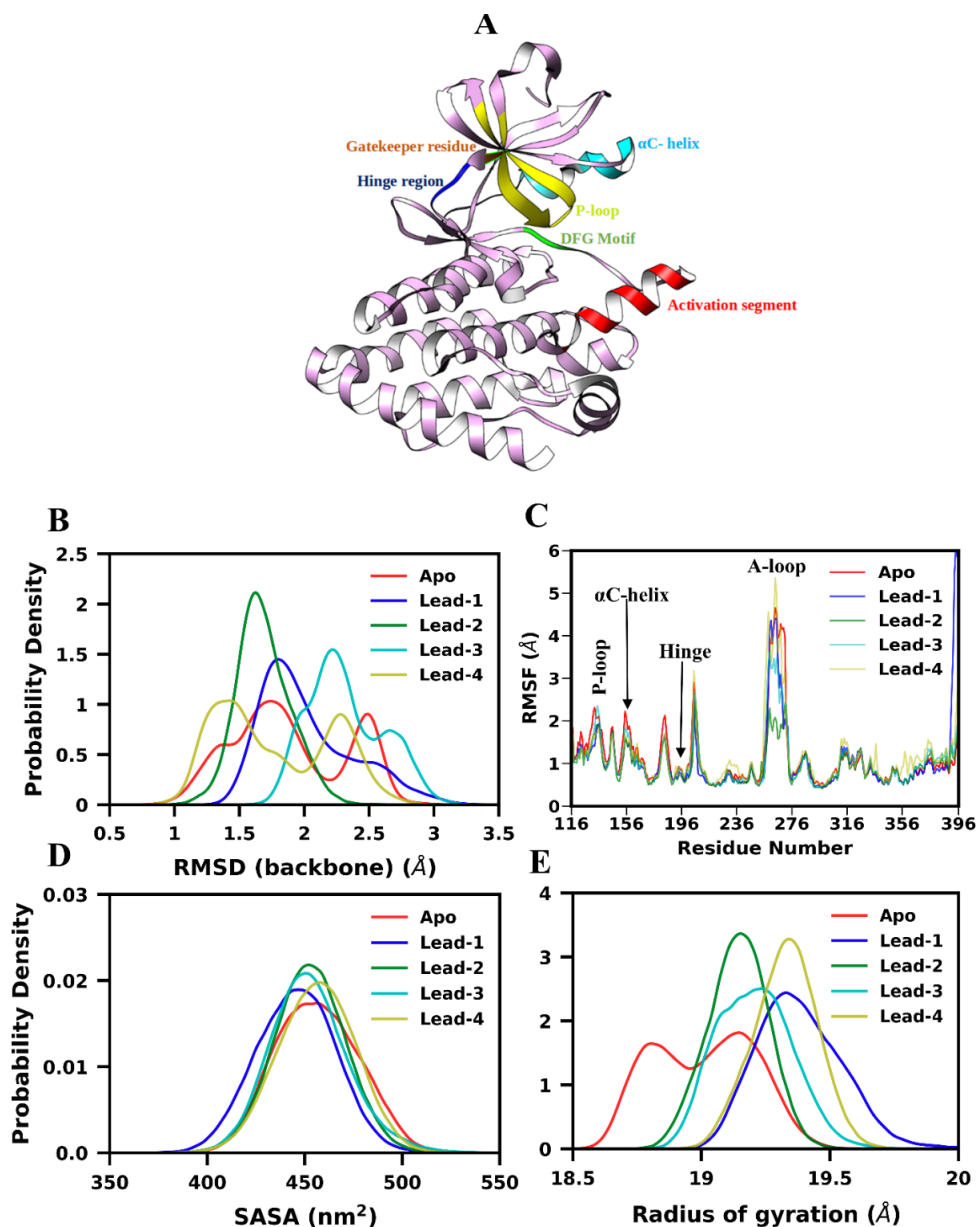 A
Gatekeeper residue
αC- helix
Hinge region
P-loop
DFG Motif
Activation segment
B
Probability Density
2.5
2
1.5
1
0.5
0
0.5 1 1.5 2 2.5 3 3.5
RMSD (backbone) (Å)
Apo
Lead-1
Lead-2
Lead-3
Lead-4
C
RMSF (Å)
6
5
4
3
2
1
0
116 156 196 236 276 316 356 396
Residue Number
P-loop
αC-helix
Hinge
A-loop
Apo
Lead-1
Lead-2
Lead-3
Lead-4
D
Probability Density
0.03
0.02
0.01
0.0
350 400 450 500 550
SASA (nm²)
Apo
Lead-1
Lead-2
Lead-3
Lead-4
E
4
3
2
1
0
18.5 19 19.5 20
Radius of gyration (Å)
Apo
Lead-1
Lead-2
Lead-3
Lead-4